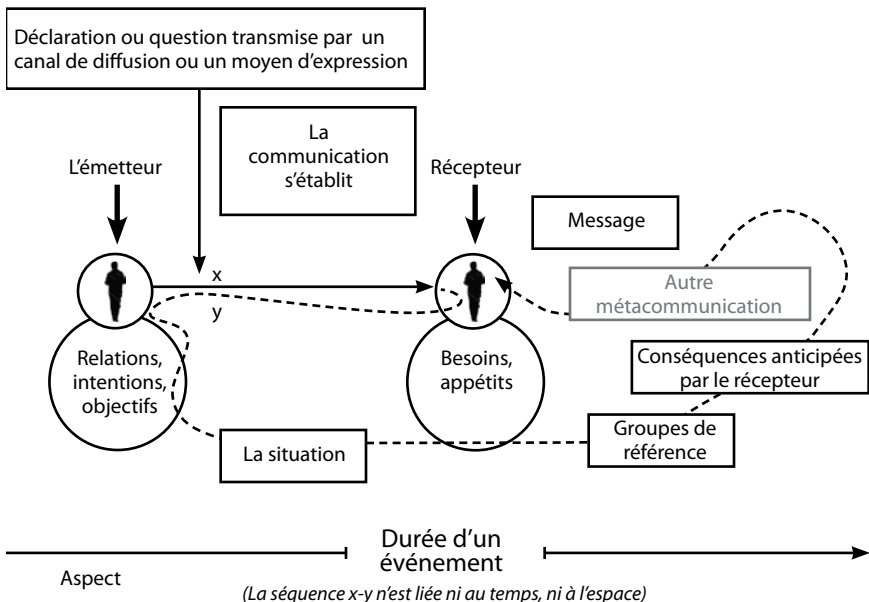 Déclaration ou question transmise par un
canal de diffusion ou un moyen d'expression
La
communication
s'établit
L'émetteur
Récepteur
Message
x
y
Autre
métacommunication
Relations,
intentions,
objectifs
Besoins,
appétits
Conséquences anticipées
par le récepteur
Groupes de
référence
La situation
Durée d'un
événement
Aspect
(La séquence x-y n'est liée ni au temps, ni à l'espace)